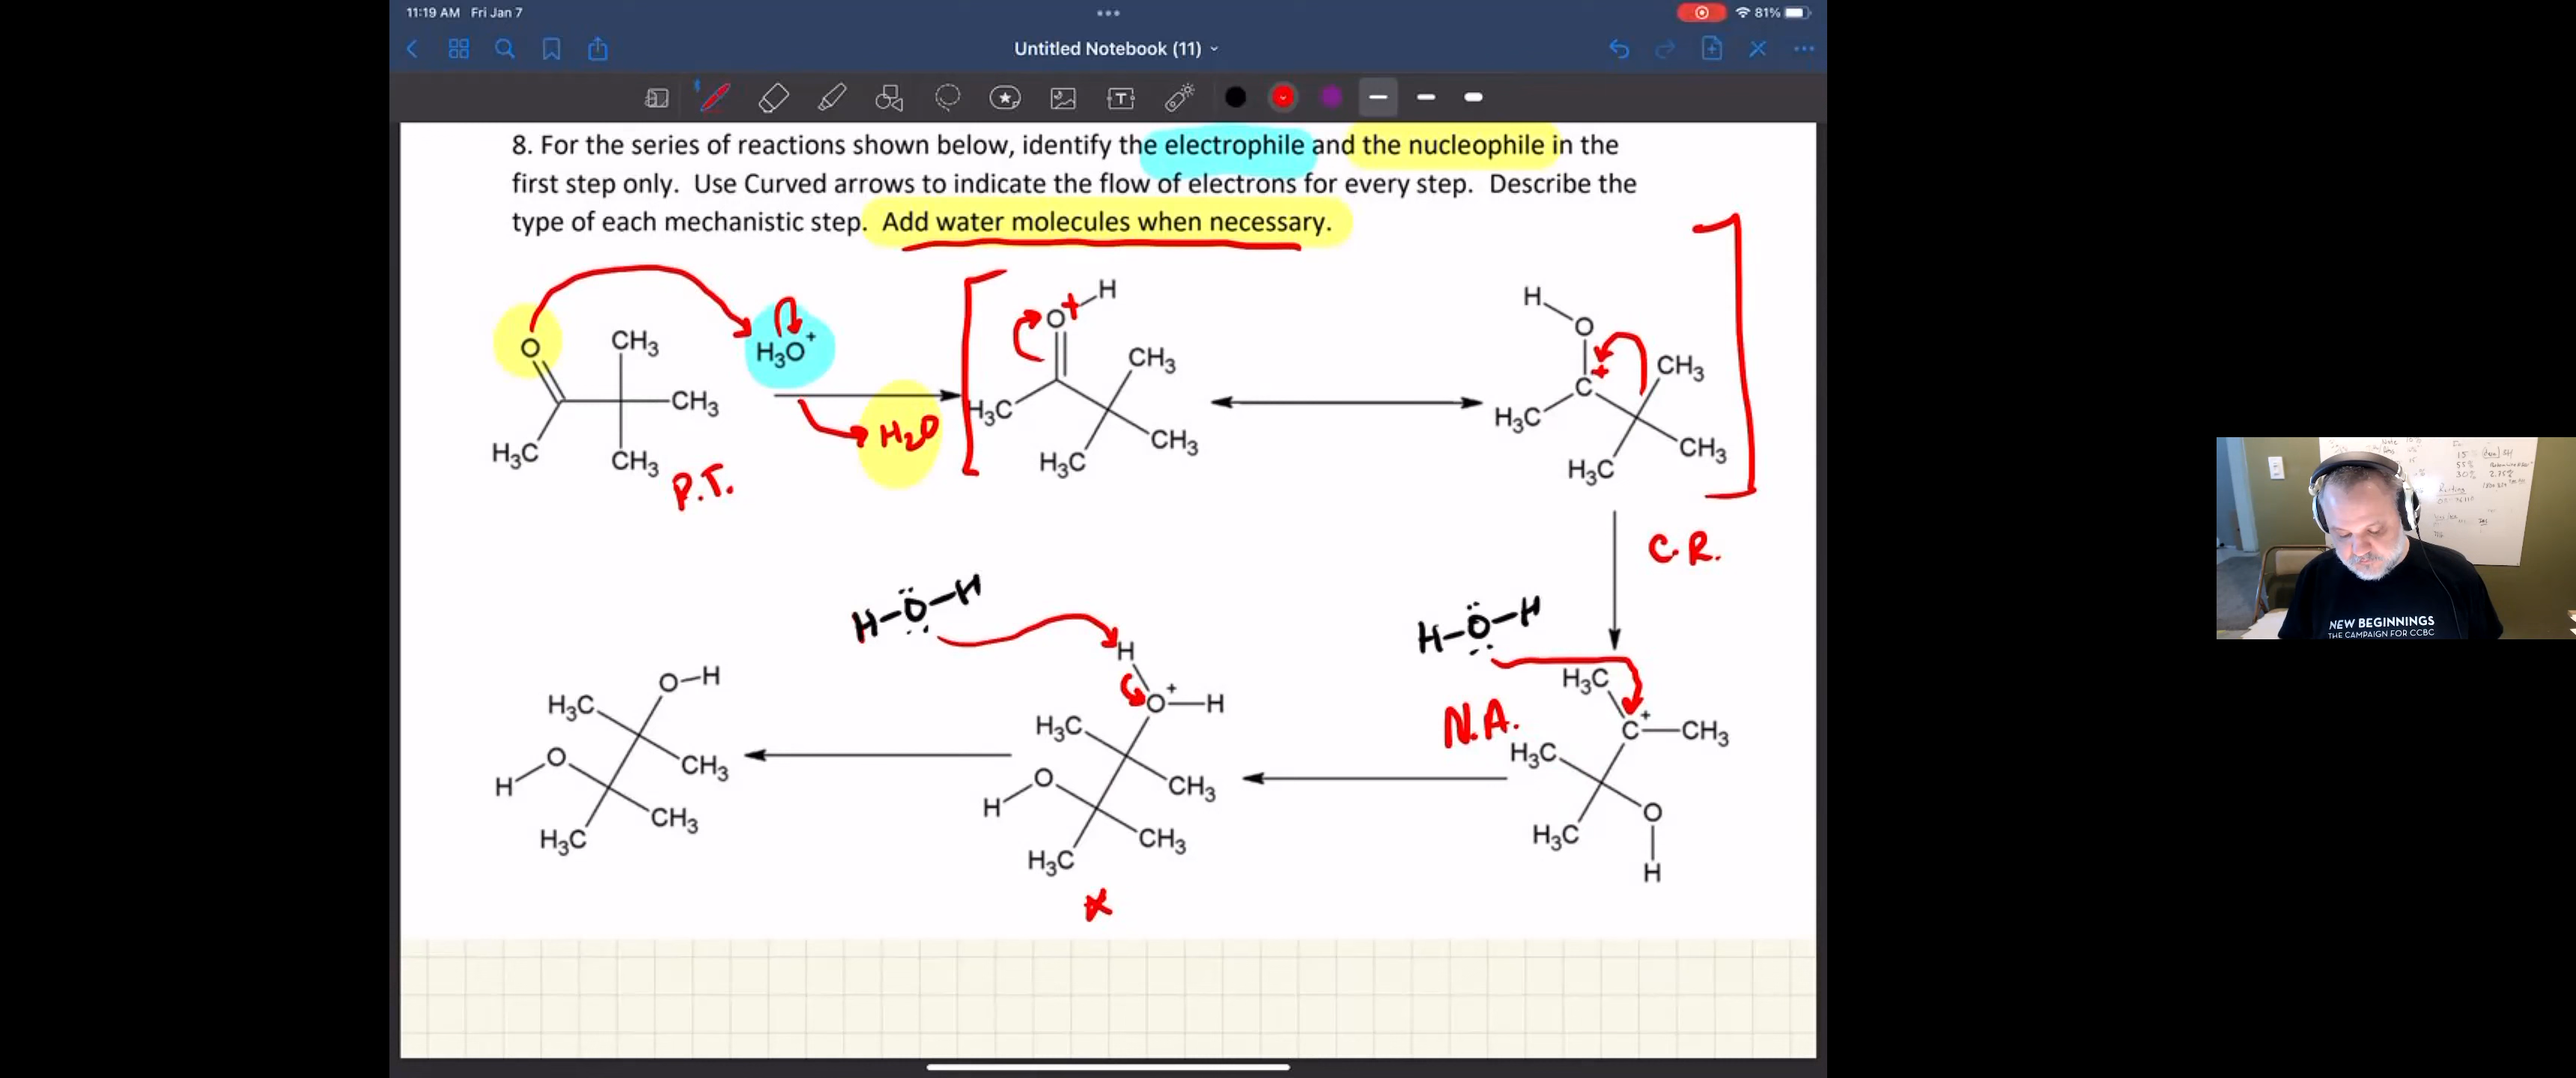 11:19 AM Fri Jan 7
81%
Untitled Notebook (11)
8. For the series of reactions shown below, identify the electrophile and the nucleophile in the
first step only. Use Curved arrows to indicate the flow of electrons for every step. Describe the
type of each mechanistic step. Add water molecules when necessary.
O
CH3
CH3
H3C
CH3
P.T.
H3O+
H2O
O+
H
CH3
H3C
CH3
H3C
H
O
C+
CH3
H3C
CH3
H3C
C.R.
H-O-H
N.A.
H3C
C+
CH3
H3C
H3C
O
H
H-O-H
H
O+
H
H3C
O
H
CH3
CH3
H3C
*
O-H
H3C
O
H
CH3
CH3
H3C
NEW BEGINNINGS
THE CAMPAIGN FOR CCBC